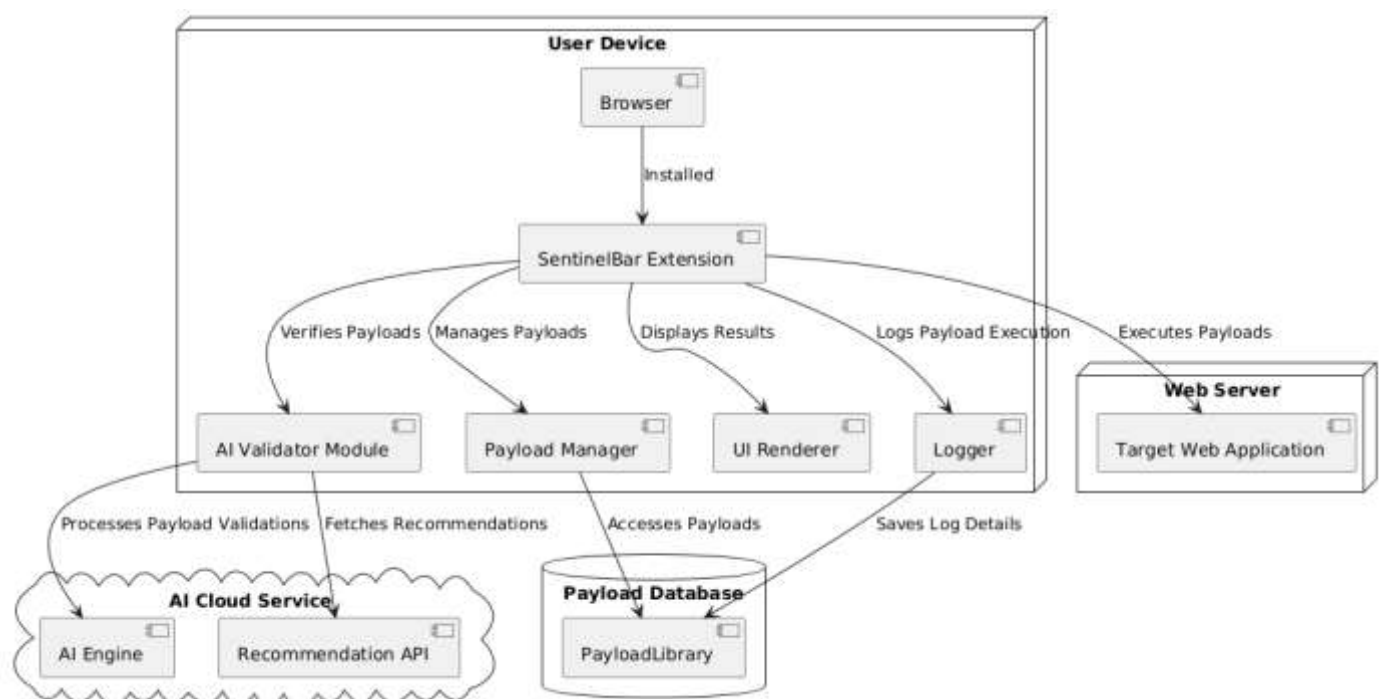 User Device
Browser
Installed
SentinelBar Extension
Verifies Payloads
Manages Payloads
Displays Results
Logs Payload Execution
Executes Payloads
Web Server
AI Validator Module
Payload Manager
UI Renderer
Logger
Target Web Application
Processes Payload Validations
Fetches Recommendations
Accesses Payloads
Saves Log Details
AI Cloud Service
Payload Database
AI Engine
Recommendation API
PayloadLibrary